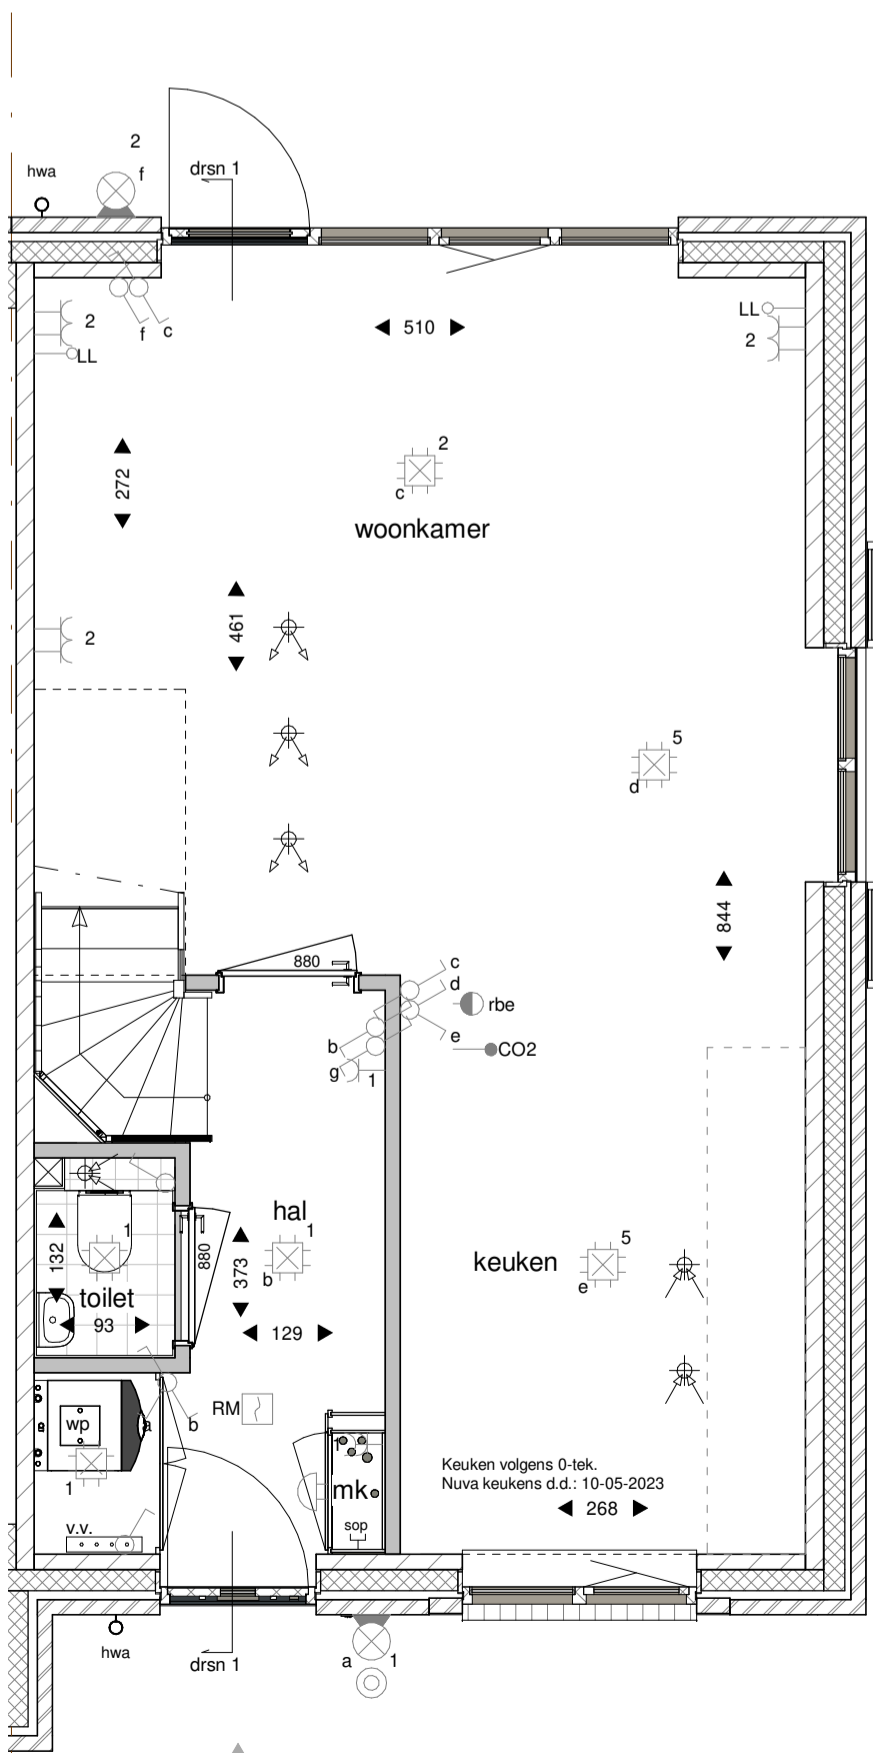 2
hwa
f
drsn 1
2
f
c
LL
510
LL
2
272
2
c
woonkamer
461
2
5
d
844
880
c
d
rbe
b
e
CO2
g
1
hal
1
1
132
880
373
b
keuken
5
e
toilet
93
129
RM
wp
a
b
1
1
mk
Keuken volgens 0-tek.
Nuva keukens d.d.: 10-05-2023
268
v.v.
sop
hwa
drsn 1
a
1